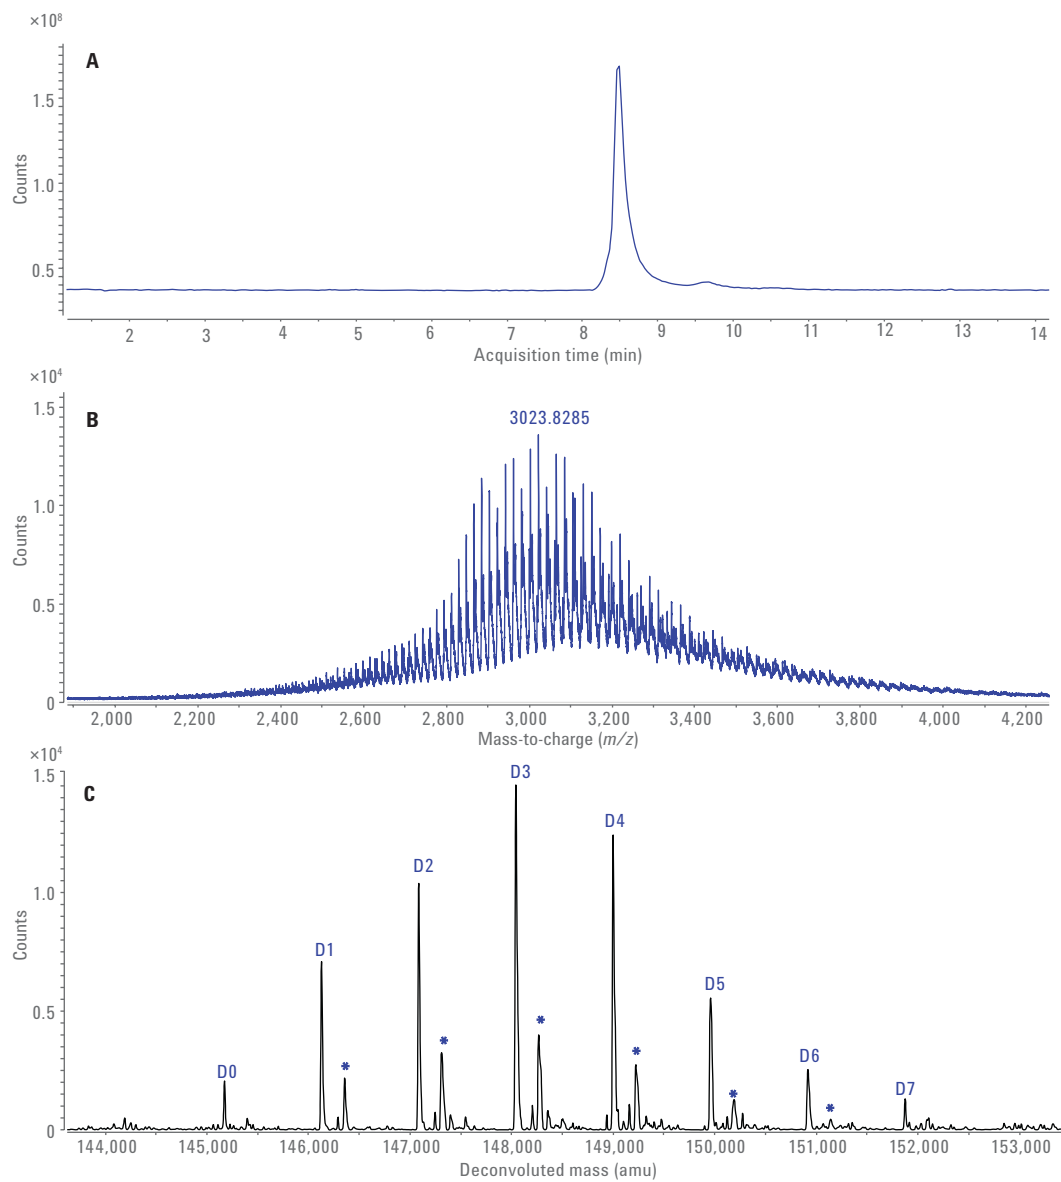 ×10⁸
A
1.5
1.0
0.5
Counts
2 3 4 5 6 7 8 9 10 11 12 13 14
Acquisition time (min)
×10⁴
B
3023.8285
1.5
1.0
0.5
0
Counts
2,000 2,200 2,400 2,600 2,800 3,000 3,200 3,400 3,600 3,800 4,000 4,200
Mass-to-charge (m/z)
×10⁴
C
1.5
1.0
0.5
0
Counts
D0 D1 * D2 * D3 * D4 * D5 * D6 * D7
144,000 145,000 146,000 147,000 148,000 149,000 150,000 151,000 152,000 153,000
Deconvoluted mass (amu)